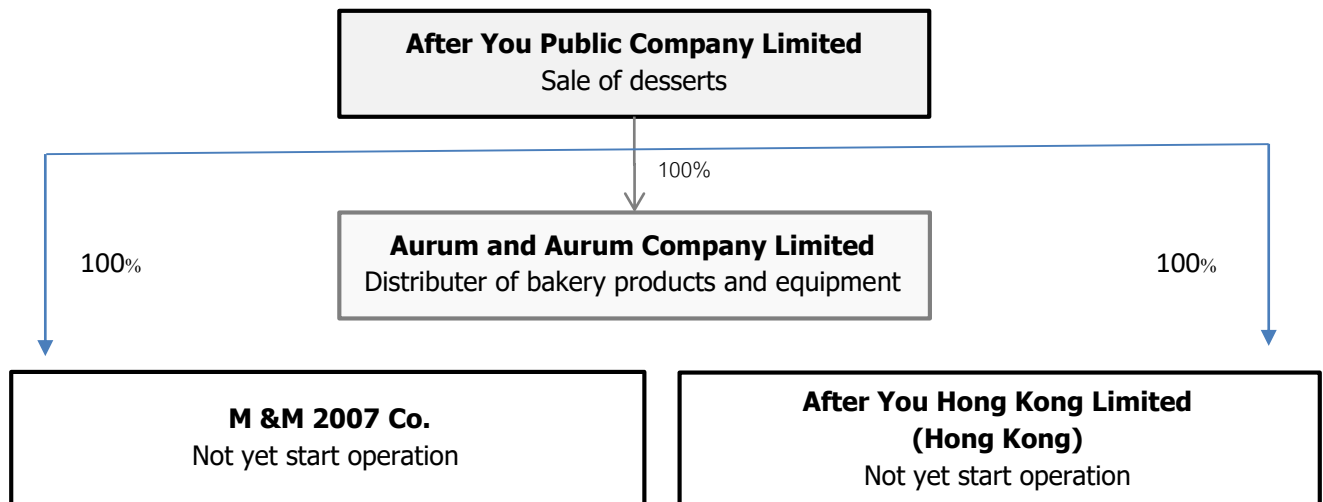 After You Public Company Limited
Sale of desserts
100%
Aurum and Aurum Company Limited
Distributer of bakery products and equipment
100%
100%
M &M 2007 Co.
Not yet start operation
After You Hong Kong Limited
(Hong Kong)
Not yet start operation